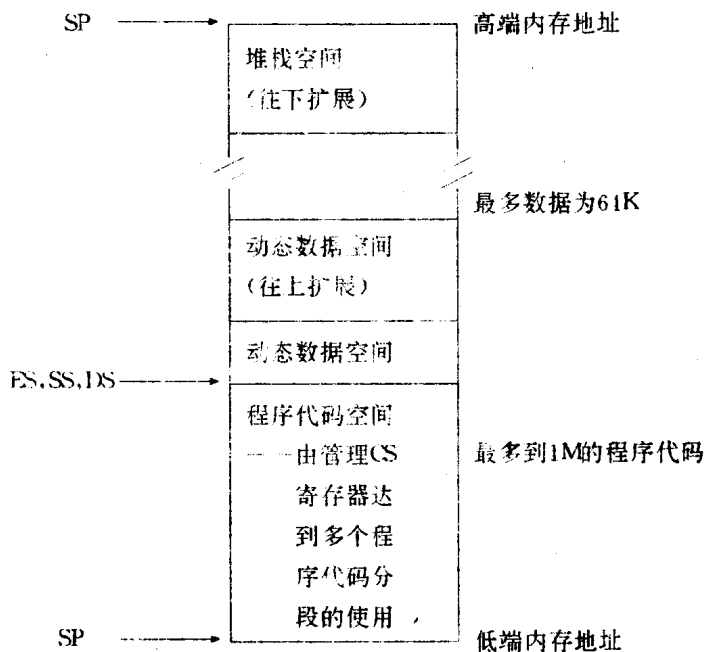 SP
高端内存地址
堆栈空间
(往下扩展)
最多数据为64K
动态数据空间
(往上扩展)
动态数据空间
ES,SS,DS
程序代码空间
——由管理CS
寄存器达
到多个程
序代码分
段的使用
最多到1M的程序代码
SP
低端内存地址